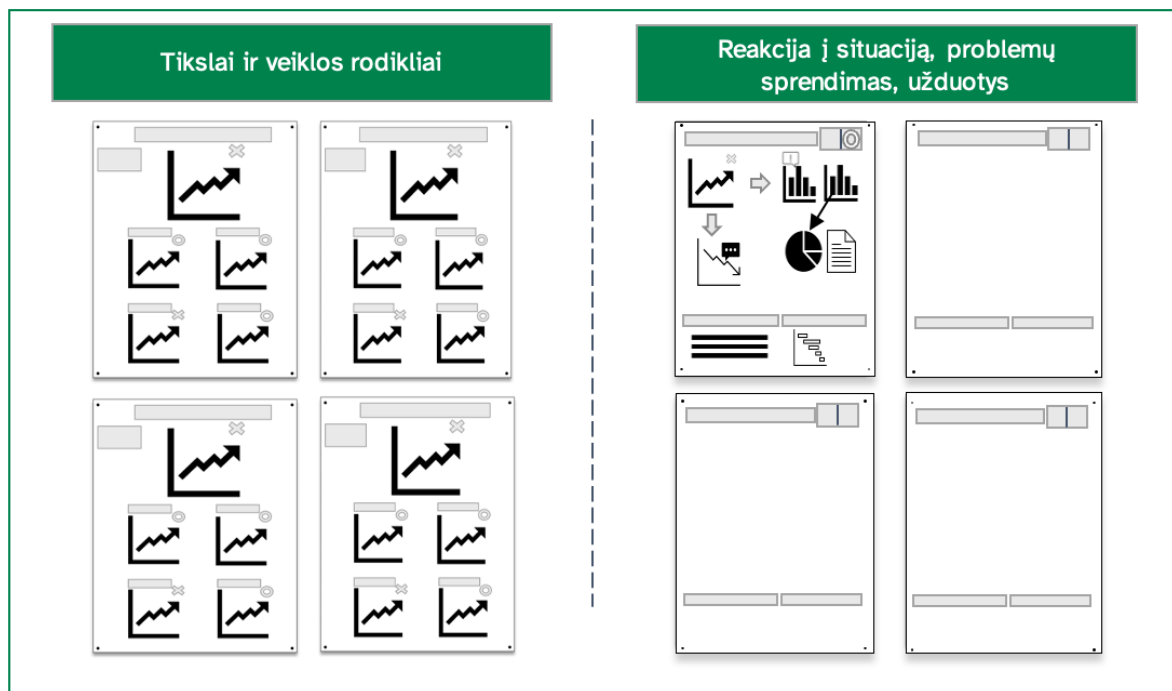 Tikslai ir veiklos rodikliai
Reakcija į situaciją, problemų
sprendimas, užduotys